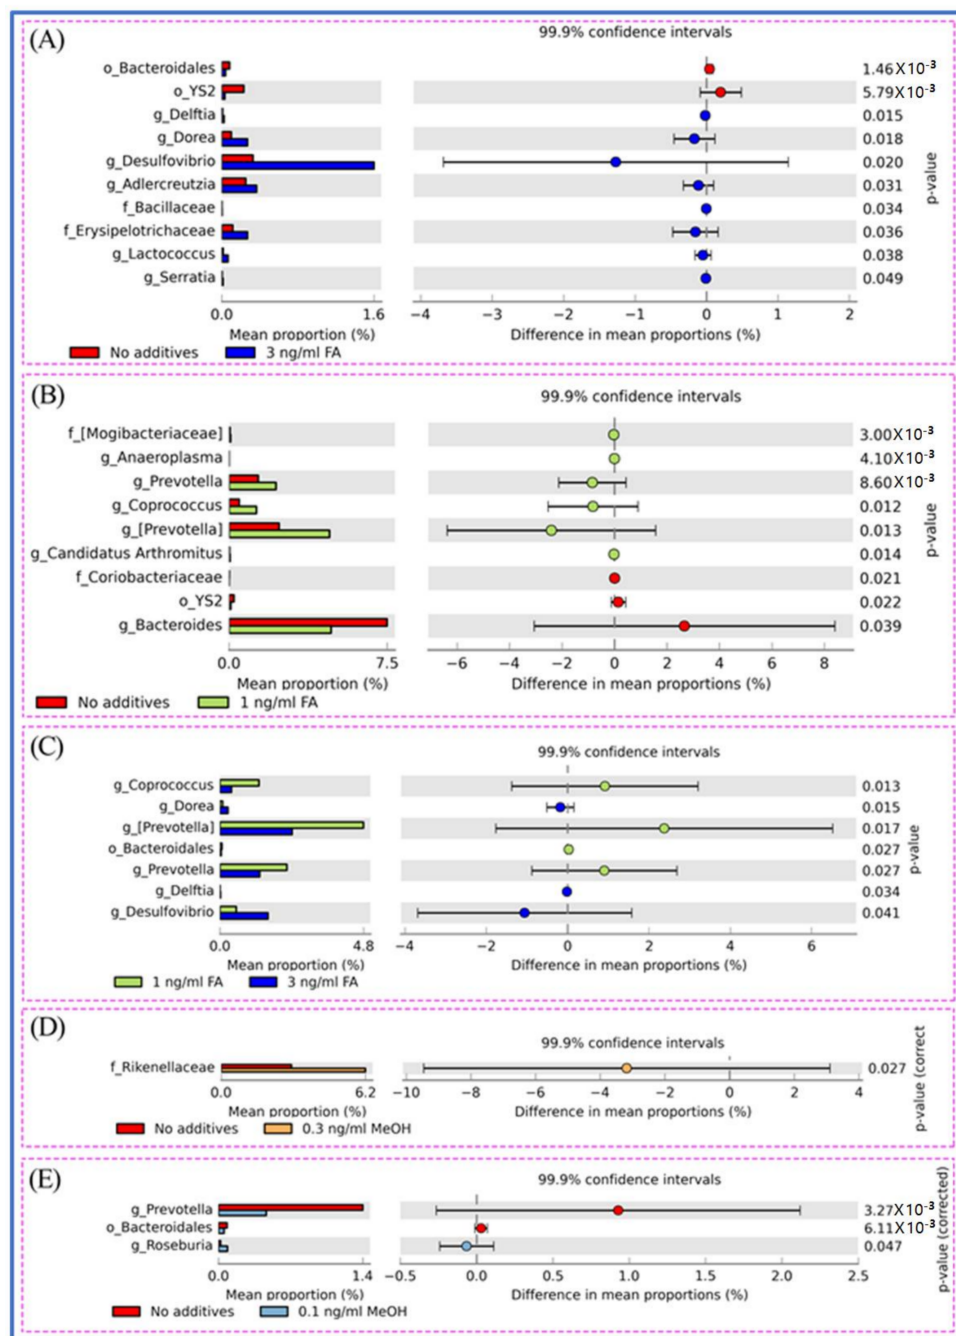 (A)
99.9% confidence intervals
o_Bacteroidales
1.46X10-3
o_YS2
5.79X10-3
g_Delftia
0.015
g_Dorea
0.018
g_Desulfovibrio
0.020
g_Adlercreutzia
0.031
f_Bacillaceae
0.034
f_Erysipelotrichaceae
0.036
g_Lactococcus
0.038
g_Serratia
0.049
p-value
0.0 1.6
−4 −3 −2 −1 0 1 2
Mean proportion (%)
Difference in mean proportions (%)
No additives 3 ng/ml FA
(B)
99.9% confidence intervals
f_[Mogibacteriaceae]
3.00X10-3
g_Anaeroplasma
4.10X10-3
g_Prevotella
8.60X10-3
g_Coprococcus
0.012
g_[Prevotella]
0.013
g_Candidatus Arthromitus
0.014
f_Coriobacteriaceae
0.021
o_YS2
0.022
g_Bacteroides
0.039
p-value
0.0 7.5
−6 −4 −2 0 2 4 6 8
Mean proportion (%)
Difference in mean proportions (%)
No additives 1 ng/ml FA
(C)
99.9% confidence intervals
g_Coprococcus
0.013
g_Dorea
0.015
g_[Prevotella]
0.017
o_Bacteroidales
0.027
g_Prevotella
0.027
g_Delftia
0.034
g_Desulfovibrio
0.041
p-value
0.0 4.8
−4 −2 0 2 4 6
Mean proportion (%)
Difference in mean proportions (%)
1 ng/ml FA 3 ng/ml FA
(D)
99.9% confidence intervals
f_Rikenellaceae
0.027
p-value (correct
0.0 6.2
−10 −8 −6 −4 −2 0 2 4
Mean proportion (%)
Difference in mean proportions (%)
No additives 0.3 ng/ml MeOH
(E)
99.9% confidence intervals
g_Prevotella
3.27X10-3
o_Bacteroidales
6.11X10-3
g_Roseburia
0.047
p-value (corrected)
0.0 1.4
−0.5 0.0 0.5 1.0 1.5 2.0 2.5
Mean proportion (%)
Difference in mean proportions (%)
No additives 0.1 ng/ml MeOH